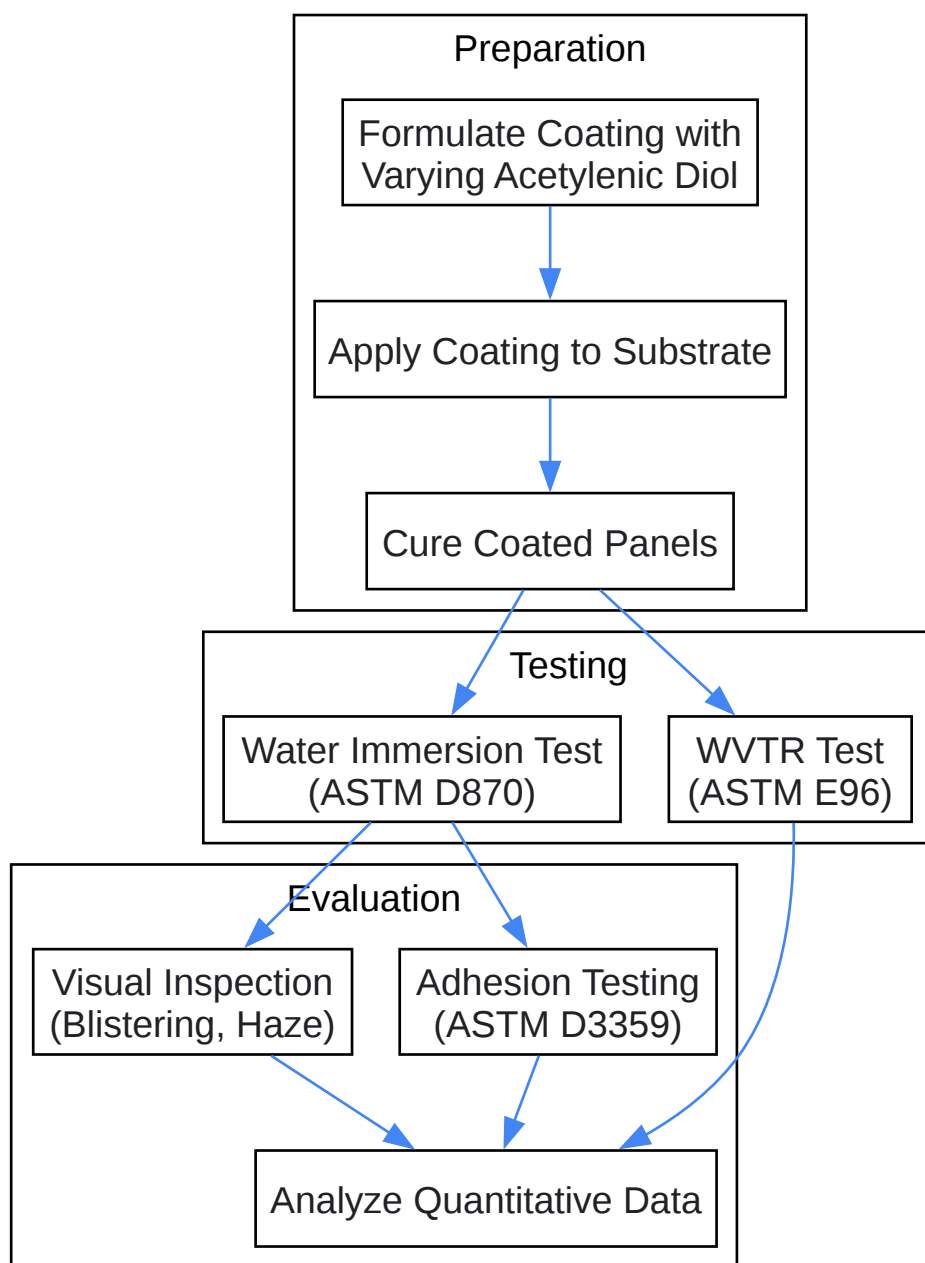 Preparation
Formulate Coating with
Varying Acetylenic Diol
Apply Coating to Substrate
Cure Coated Panels
Testing
Water Immersion Test
(ASTM D870)
WVTR Test
(ASTM E96)
Evaluation
Visual Inspection
(Blistering, Haze)
Adhesion Testing
(ASTM D3359)
Analyze Quantitative Data